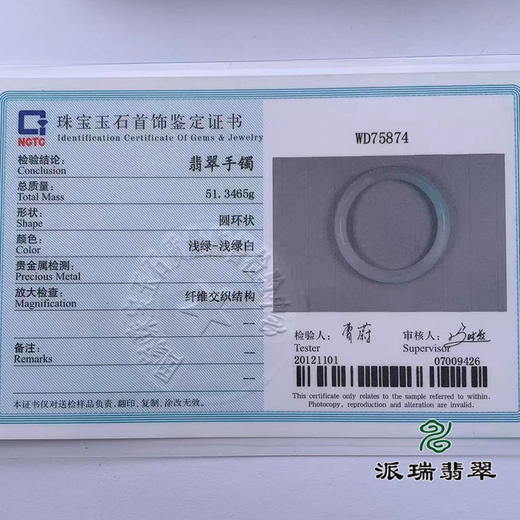 NGTC
珠宝玉石首饰鉴定证书
Identification Certificate Of Gems & Jewelry
检验结论:
Conclusion
翡翠手镯
总质量:
Total Mass
51.3465g
形状:
Shape
圆环状
颜色:
Color
浅绿-浅绿白
贵金属检测:
Precious Metal
---
放大检查:
Magnification
纤维交织结构
---
备注:
Remarks
---
---
本证书仅对送检样品负责、翻印、复制、涂改无效。
WD75874
检验人:
Tester
审核人:
Supervisor
20121101
07009426
This certificate only relates to the sample referred to within.
Photocopy, reproduction and alteration are invalid.
派瑞翡翠